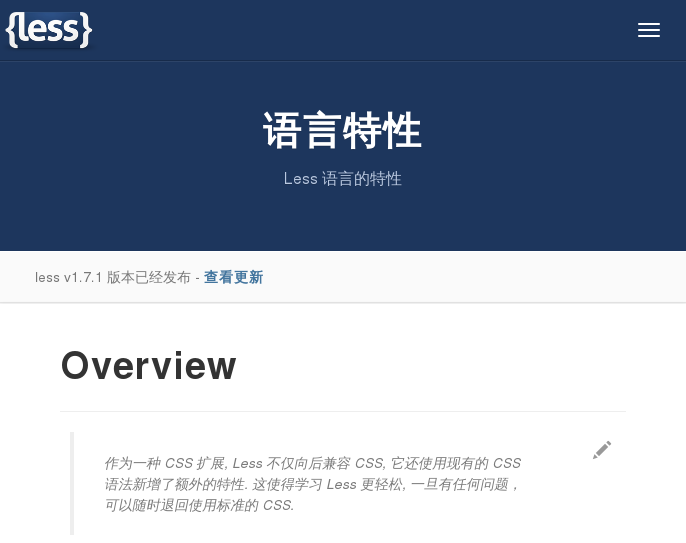 {less}
语言特性
Less 语言的特性
less v1.7.1 版本已经发布 - 查看更新
Overview
作为一种 CSS 扩展, Less 不仅向后兼容 CSS, 它还使用现有的 CSS
语法新增了额外的特性. 这使得学习 Less 更轻松, 一旦有任何问题，
可以随时退回使用标准的 CSS.